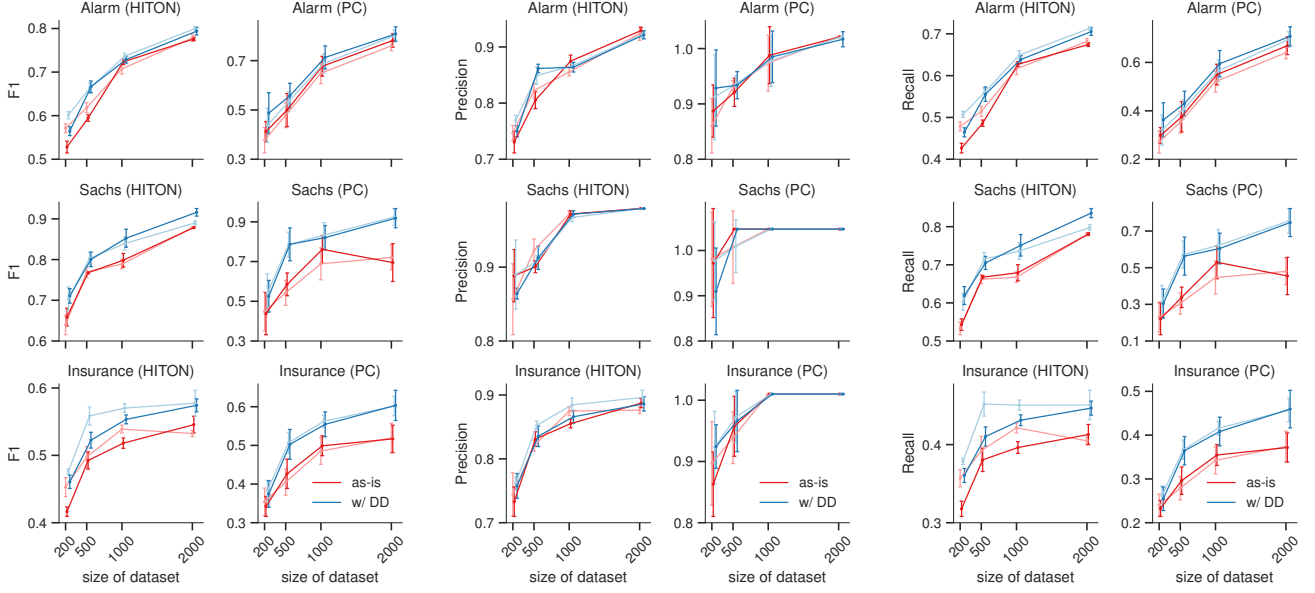 Alarm (HITON)
Alarm (PC)
Alarm (HITON)
Alarm (PC)
Alarm (HITON)
Alarm (PC)
F1
0.8
0.7
0.6
0.5
0.9
0.7
0.5
0.3
Precision
0.9
0.8
0.7
1.0
0.9
0.8
Recall
0.7
0.6
0.5
0.4
0.8
0.6
0.4
0.2
Sachs (HITON)
Sachs (PC)
Sachs (HITON)
Sachs (PC)
Sachs (HITON)
Sachs (PC)
F1
0.9
0.8
0.7
0.6
0.9
0.7
0.5
0.3
Precision
0.9
0.8
1.0
0.9
0.8
Recall
0.8
0.7
0.6
0.5
0.7
0.5
0.3
0.1
Insurance (HITON)
Insurance (PC)
Insurance (HITON)
Insurance (PC)
Insurance (HITON)
Insurance (PC)
F1
0.6
0.5
0.4
0.6
0.5
0.4
0.3
as-is
w/ DD
Precision
0.9
0.8
0.7
1.0
0.9
0.8
as-is
w/ DD
Recall
0.4
0.3
0.5
0.4
0.3
0.2
as-is
w/ DD
200
500
1000
2000
200
500
1000
2000
200
500
1000
2000
200
500
1000
2000
200
500
1000
2000
200
500
1000
2000
size of dataset
size of dataset
size of dataset
size of dataset
size of dataset
size of dataset